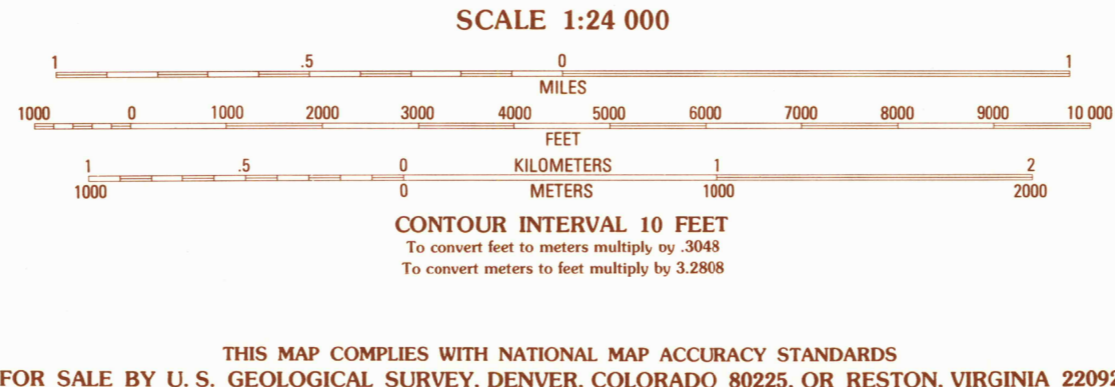 SCALE 1:24 000
1 .5 0 1
MILES
1000 0 1000 2000 3000 4000 5000 6000 7000 8000 9000 10 000
FEET
1 .5 0 KILOMETERS 1 2
1000 0 METERS 1000 2000
CONTOUR INTERVAL 10 FEET
To convert feet to meters multiply by .3048
To convert meters to feet multiply by 3.2808
THIS MAP COMPLIES WITH NATIONAL MAP ACCURACY STANDARDS
FOR SALE BY U. S. GEOLOGICAL SURVEY, DENVER, COLORADO 80225, OR RESTON, VIRGINIA 2209